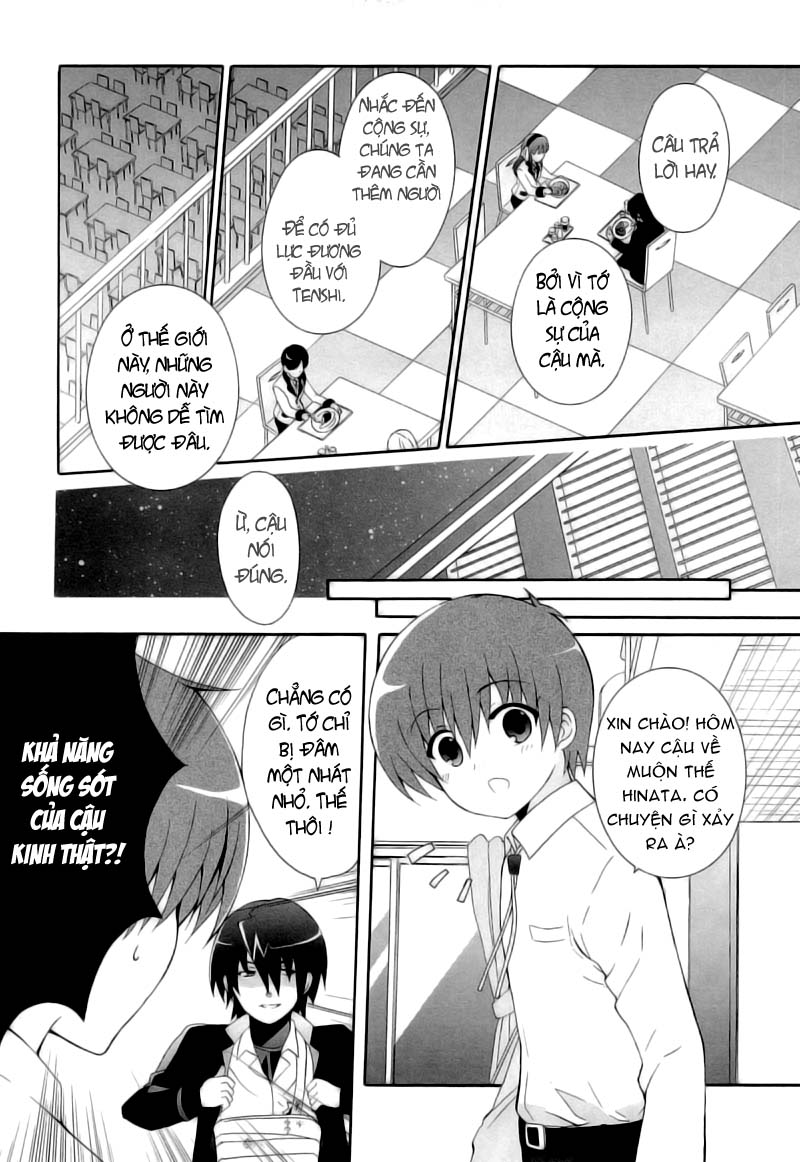 CÂU TRẢ
LỜI HAY.
BỞI VÌ TỚ
LÀ CỘNG
SỰ CỦA
CẬU MÀ.
NHẮC ĐẾN
CỘNG SỰ,
CHÚNG TA
ĐANG CẦN
THÊM NGƯỜI
ĐỂ CÓ ĐỦ
LỰC ĐƯƠNG
ĐẦU VỚI
TENSHI.
Ở THẾ GIỚI
NÀY, NHỮNG
NGƯỜI NÀY
KHÔNG DỄ TÌM
ĐƯỢC ĐÂU.
Ừ, CẬU
NÓI
ĐÚNG.
XIN CHÀO! HÔM
NAY CẬU VỀ
MUỘN THẾ
HINATA. CÓ
CHUYỆN GÌ XẢY
RA À?
CHẲNG CÓ
GÌ. TỚ CHỈ
BỊ ĐÂM
MỘT NHÁT
NHỎ. THẾ
THÔI !
KHẢ NĂNG
SỐNG SÓT
CỦA CẬU
KINH THẬT?!